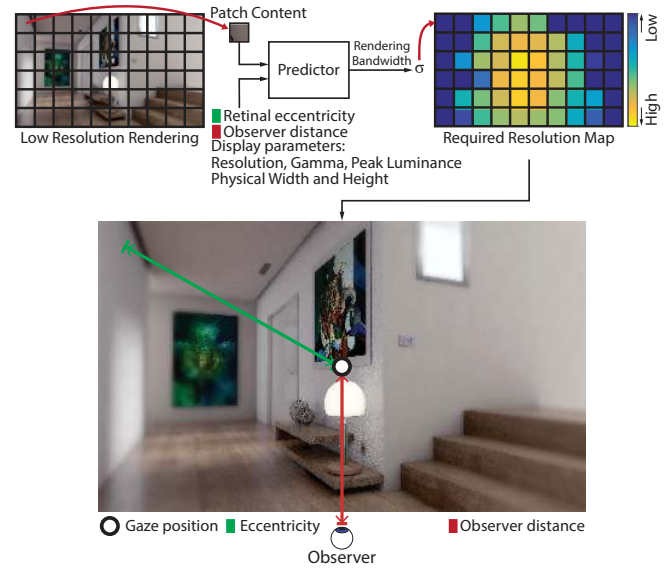 Patch Content
Predictor
Rendering
Bandwidth
σ
Low
High
Low Resolution Rendering
Retinal eccentricity
Observer distance
Display parameters:
Resolution, Gamma, Peak Luminance
Physical Width and Height
Required Resolution Map
Gaze position
Eccentricity
Observer distance
Observer